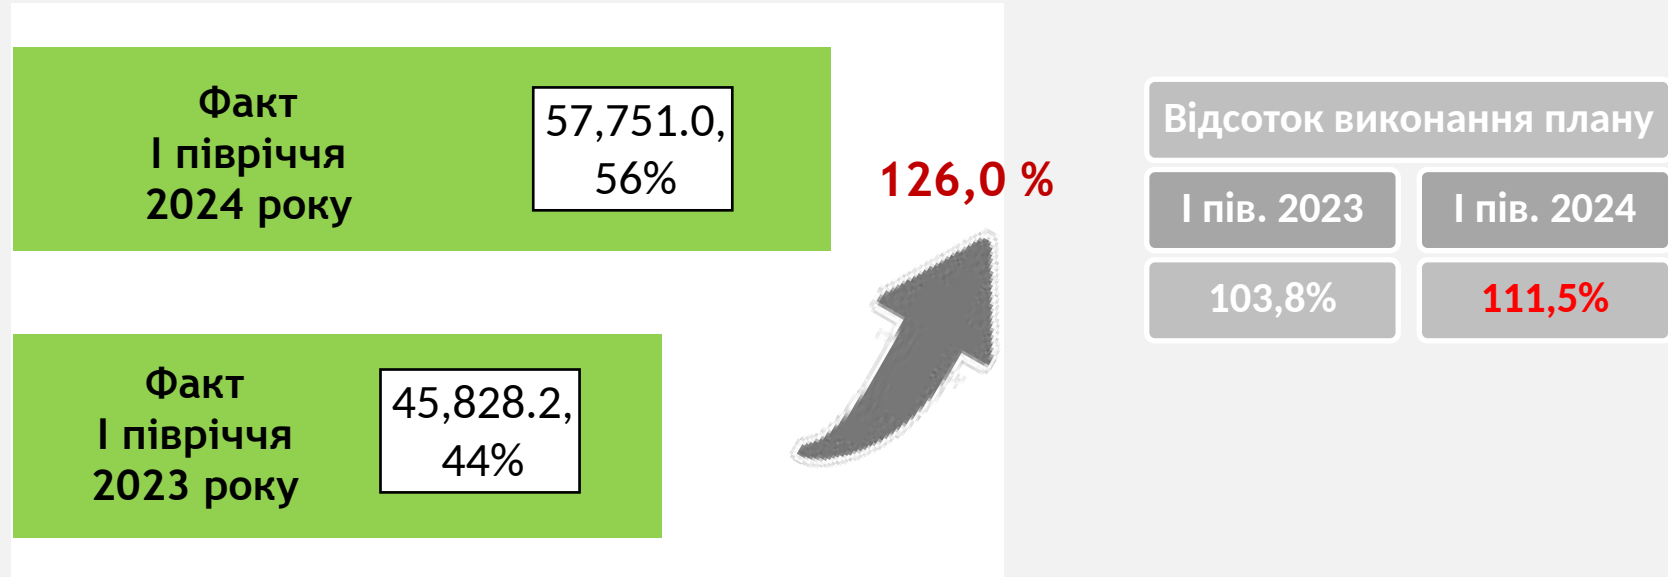 Факт
І півріччя
2024 року
57,751.0,
56%
126,0 %
Факт
І півріччя
2023 року
45,828.2,
44%
Відсоток виконання плану
І пів. 2023
І пів. 2024
103,8%
111,5%